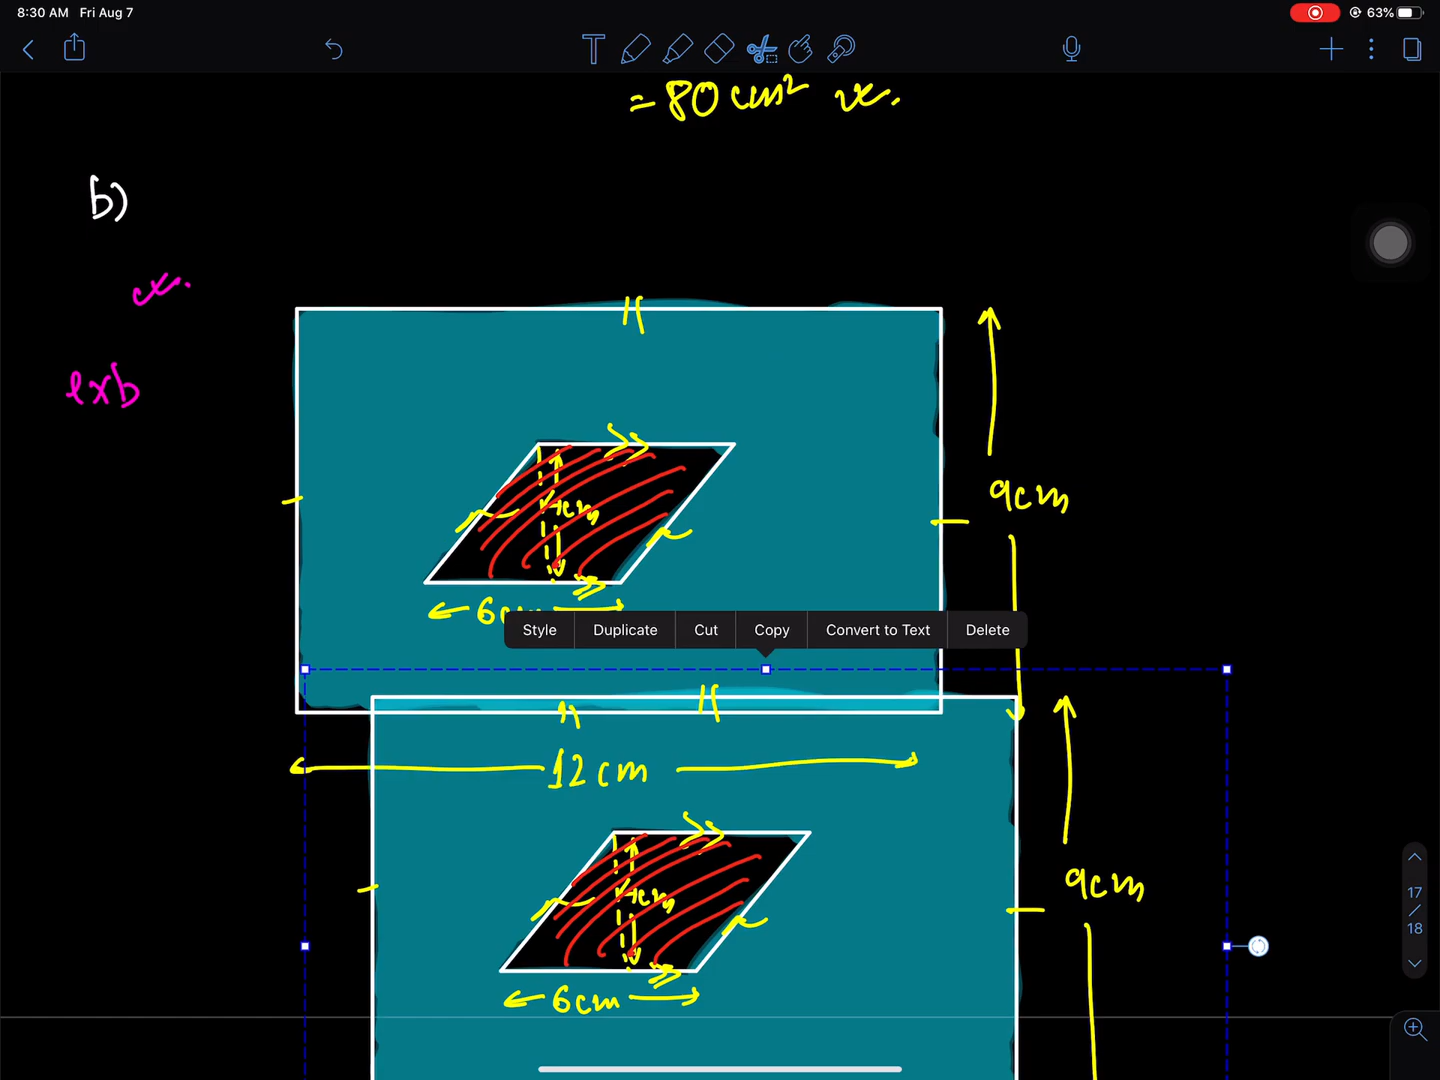 8:30 AM Fri Aug 7
63%
= 80 cm²
b)
l×b
9cm
6cm
Style Duplicate Cut Copy Convert to Text Delete
12 cm
9cm
6cm
17
/
18